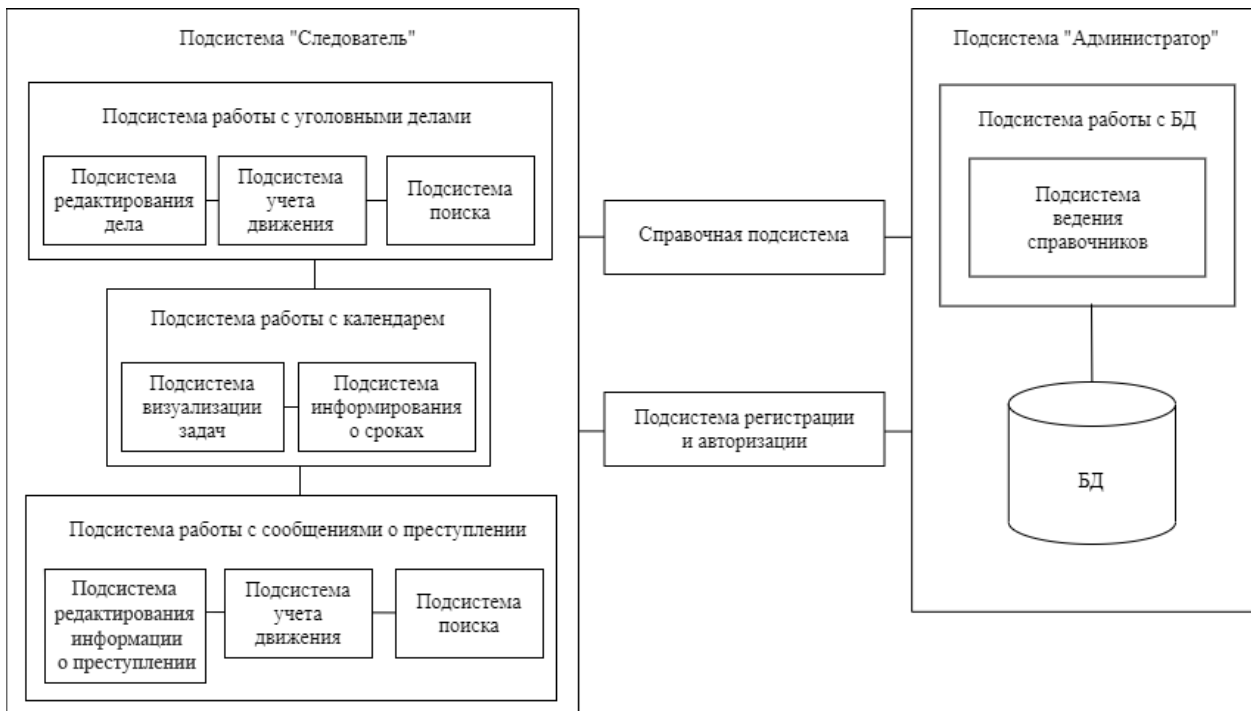 Подсистема "Следователь"
Подсистема работы с уголовными делами
Подсистема
редактирования
дела
Подсистема
учета
движения
Подсистема
поиска
Подсистема работы с календарем
Подсистема
визуализации
задач
Подсистема
информирования
о сроках
Подсистема работы с сообщениями о преступлении
Подсистема
редактирования
информации
о преступлении
Подсистема
учета
движения
Подсистема
поиска
Справочная подсистема
Подсистема регистрации
и авторизации
Подсистема "Администратор"
Подсистема работы с БД
Подсистема
ведения
справочников
БД